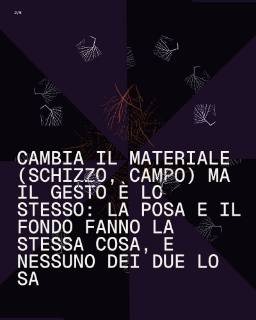 2/6
CAMBIA IL MATERIALE
(SCHIZZO, CAMPO) MA
IL GESTO È LO
STESSO: LA POSA E IL
FONDO FANNO LA
STESSA COSA, E
NESSUNO DEI DUE LO
SA